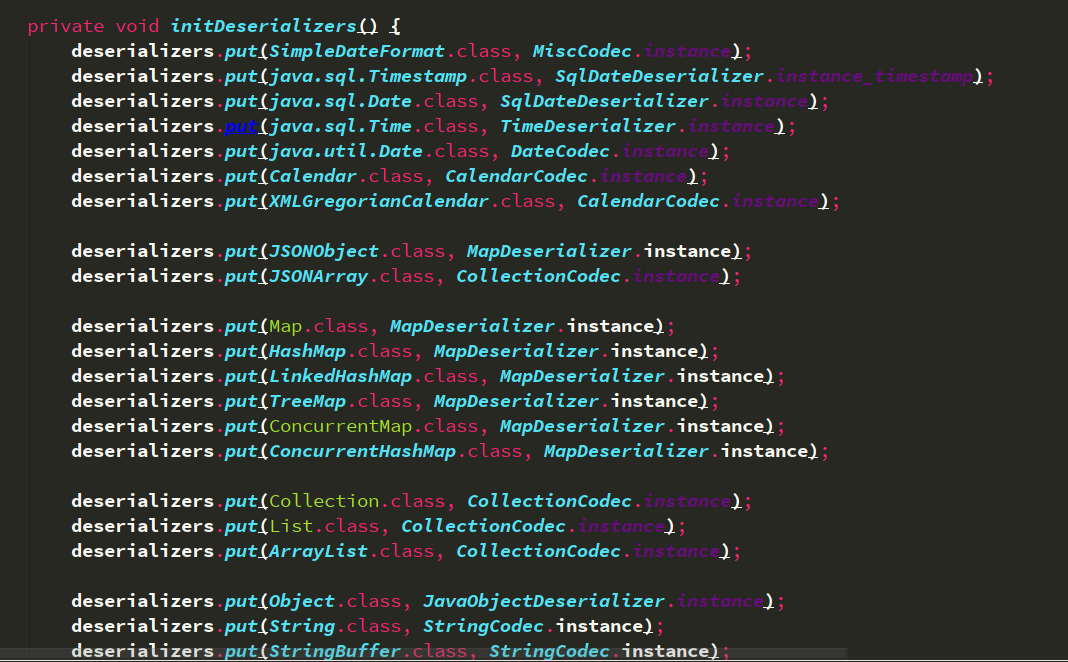 private void initDeserializers() {
deserializers.put(SimpleDateFormat.class, MiscCodec.instance);
deserializers.put(java.sql.Timestamp.class, SqlDateDeserializer.instance_timestamp);
deserializers.put(java.sql.Date.class, SqlDateDeserializer.instance);
deserializers.put(java.sql.Time.class, TimeDeserializer.instance);
deserializers.put(java.util.Date.class, DateCodec.instance);
deserializers.put(Calendar.class, CalendarCodec.instance);
deserializers.put(XMLGregorianCalendar.class, CalendarCodec.instance);
deserializers.put(JSONObject.class, MapDeserializer.instance);
deserializers.put(JSONArray.class, CollectionCodec.instance);
deserializers.put(Map.class, MapDeserializer.instance);
deserializers.put(HashMap.class, MapDeserializer.instance);
deserializers.put(LinkedHashMap.class, MapDeserializer.instance);
deserializers.put(TreeMap.class, MapDeserializer.instance);
deserializers.put(ConcurrentMap.class, MapDeserializer.instance);
deserializers.put(ConcurrentHashMap.class, MapDeserializer.instance);
deserializers.put(Collection.class, CollectionCodec.instance);
deserializers.put(List.class, CollectionCodec.instance);
deserializers.put(ArrayList.class, CollectionCodec.instance);
deserializers.put(Object.class, JavaObjectDeserializer.instance);
deserializers.put(String.class, StringCodec.instance);
deserializers.put(StringBuffer.class, StringCodec.instance);